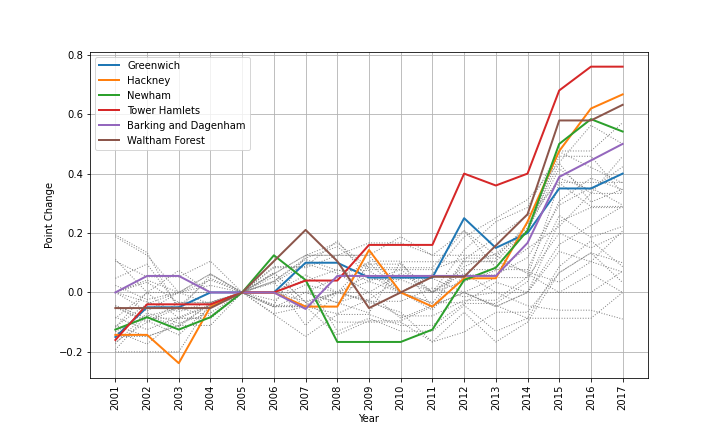 Greenwich
Hackney
Newham
Tower Hamlets
Barking and Dagenham
Waltham Forest
Point Change
0.8
0.6
0.4
0.2
0.0
−0.2
2001 2002 2003 2004 2005 2006 2007 2008 2009 2010 2011 2012 2013 2014 2015 2016 2017
Year